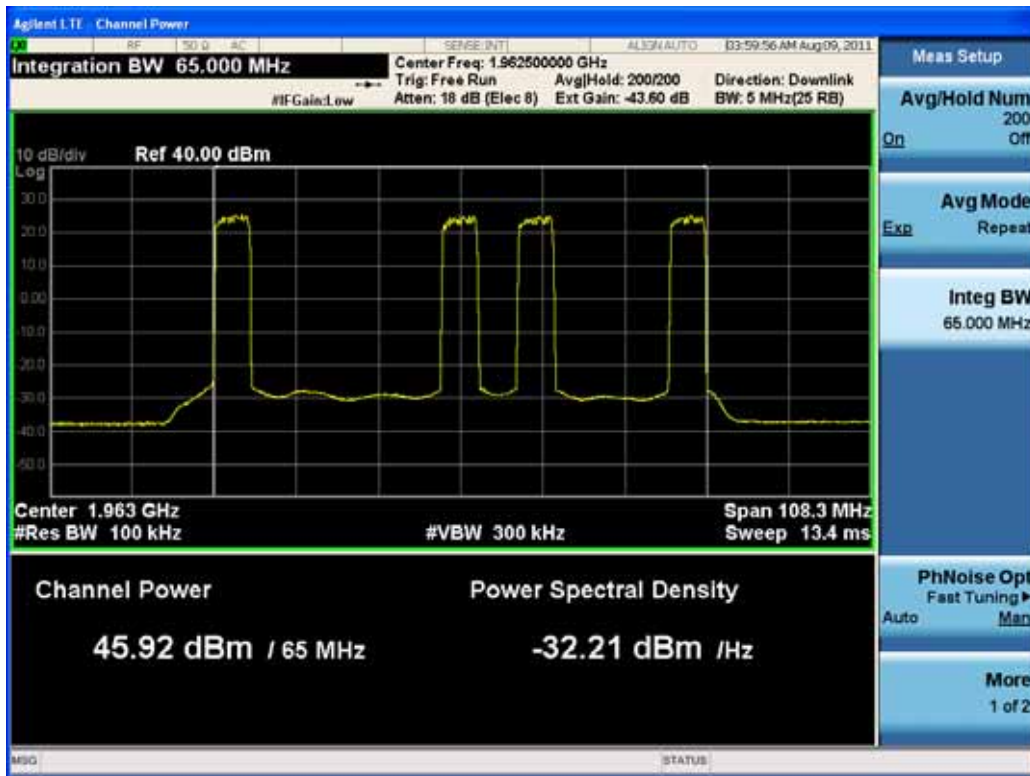 Agilent LTE - Channel Power
RF 50 Ω AC SENSE:INT ALIGN AUTO 03:59:56 AM Aug 09, 2011
Integration BW 65.000 MHz
Center Freq: 1.962500000 GHz
Trig: Free Run Avg|Hold: 200/200 Direction: Downlink
#IFGain:Low Atten: 18 dB (Elec 8) Ext Gain: -43.60 dB BW: 5 MHz(25 RB)
10 dB/div Ref 40.00 dBm
Log
30.0
20.0
10.0
0.00
-10.0
-20.0
-30.0
-40.0
-50.0
Center 1.963 GHz Span 108.3 MHz
#Res BW 100 kHz #VBW 300 kHz Sweep 13.4 ms
Channel Power Power Spectral Density
45.92 dBm / 65 MHz -32.21 dBm /Hz
Meas Setup
Avg/Hold Num
200
On Off
Avg Mode
Exp Repeat
Integ BW
65.000 MHz
PhNoise Opt
Fast Tuning
Auto Man
More
1 of 2
MSG STATUS